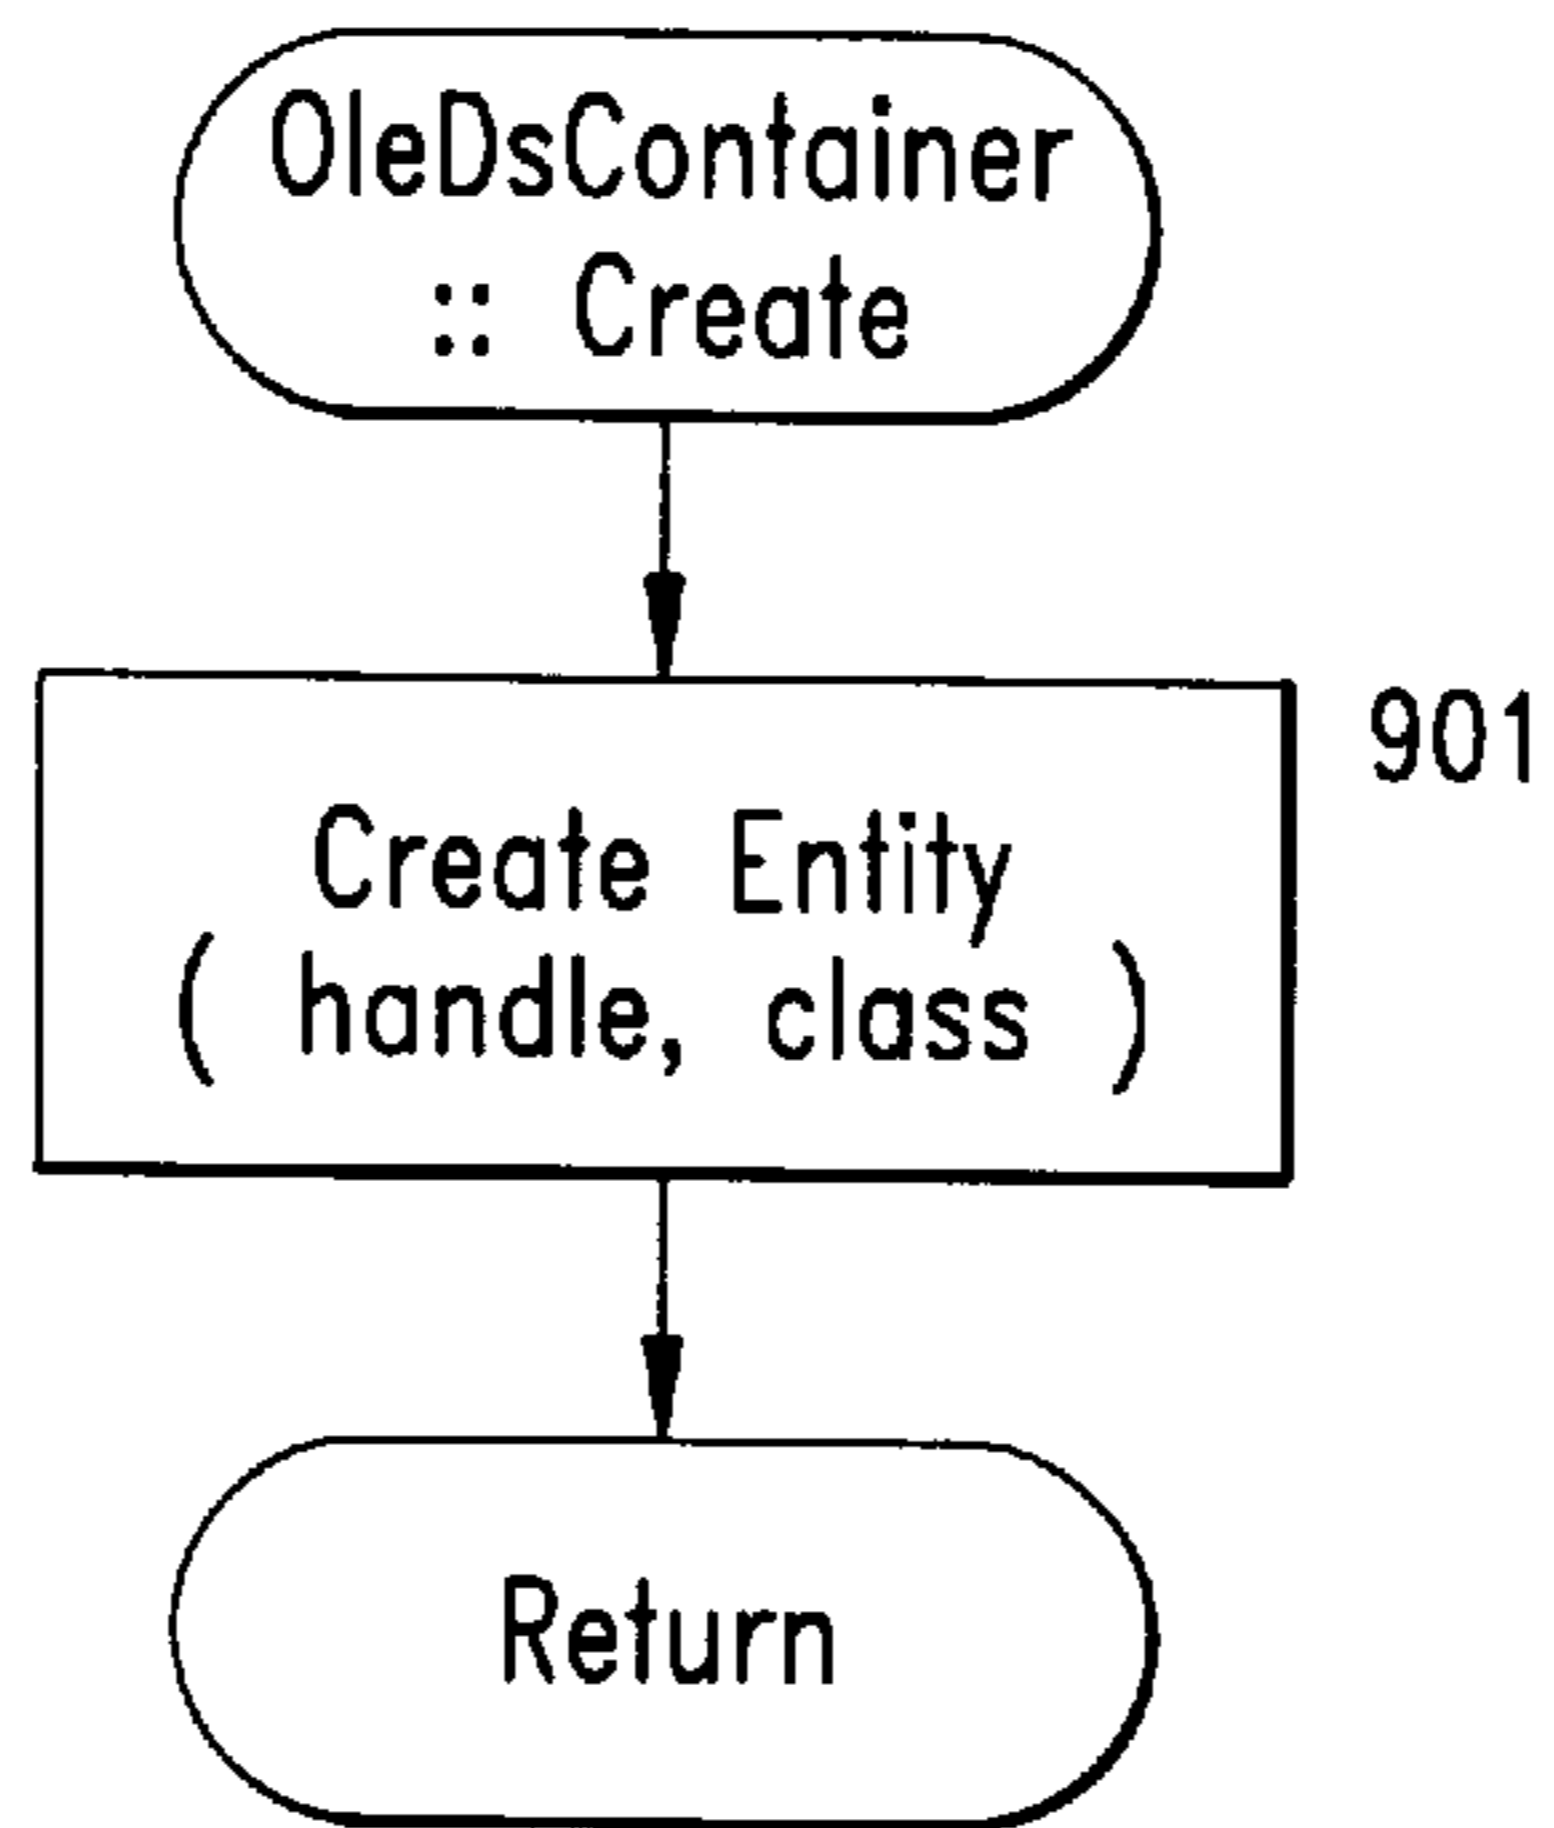 OleDsContainer
:: Create
901
Create Entity
( handle, class )
Return